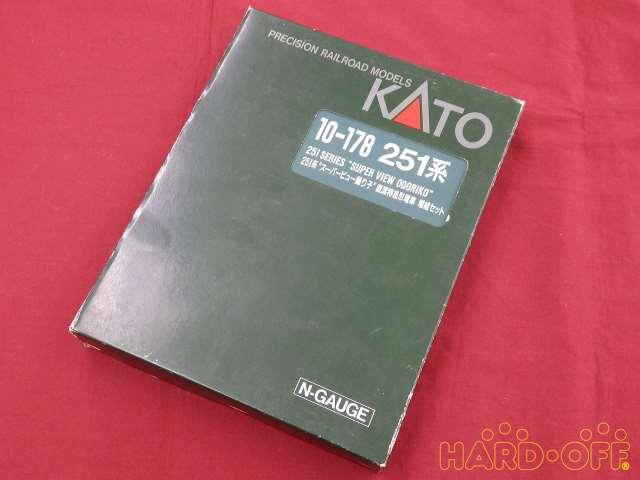 PRECISION RAILROAD MODELS
KATO
10-178 251系
251 SERIES "SUPER VIEW ODORIKO"
251系"スーパービュー踊り子" 直流特急形電車 増結セット
N-GAUGE
HARD・OFF®